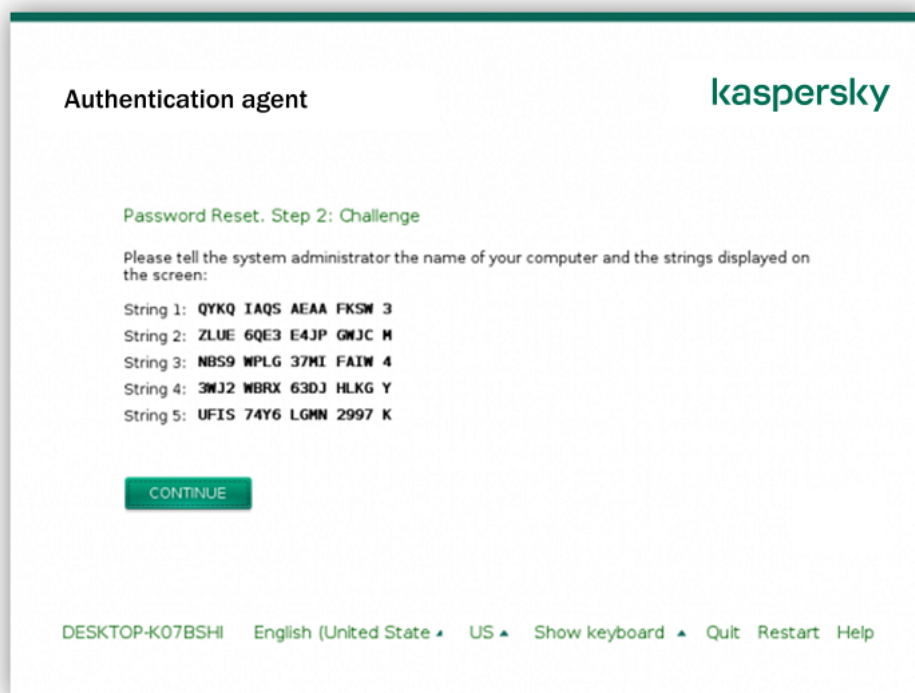 Authentication agent
kaspersky
Password Reset. Step 2: Challenge
Please tell the system administrator the name of your computer and the strings displayed on
the screen:
String 1: QYKQ IAQS AEAA FKSW 3
String 2: ZLUE 6QE3 E4JP GWJC M
String 3: NBS9 WPLG 37MI FAIW 4
String 4: 3WJ2 WBRX 63DJ HLKG Y
String 5: UFIS 74Y6 LGMN 2997 K
CONTINUE
DESKTOP-K07BSHI English (United State US Show keyboard Quit Restart Help